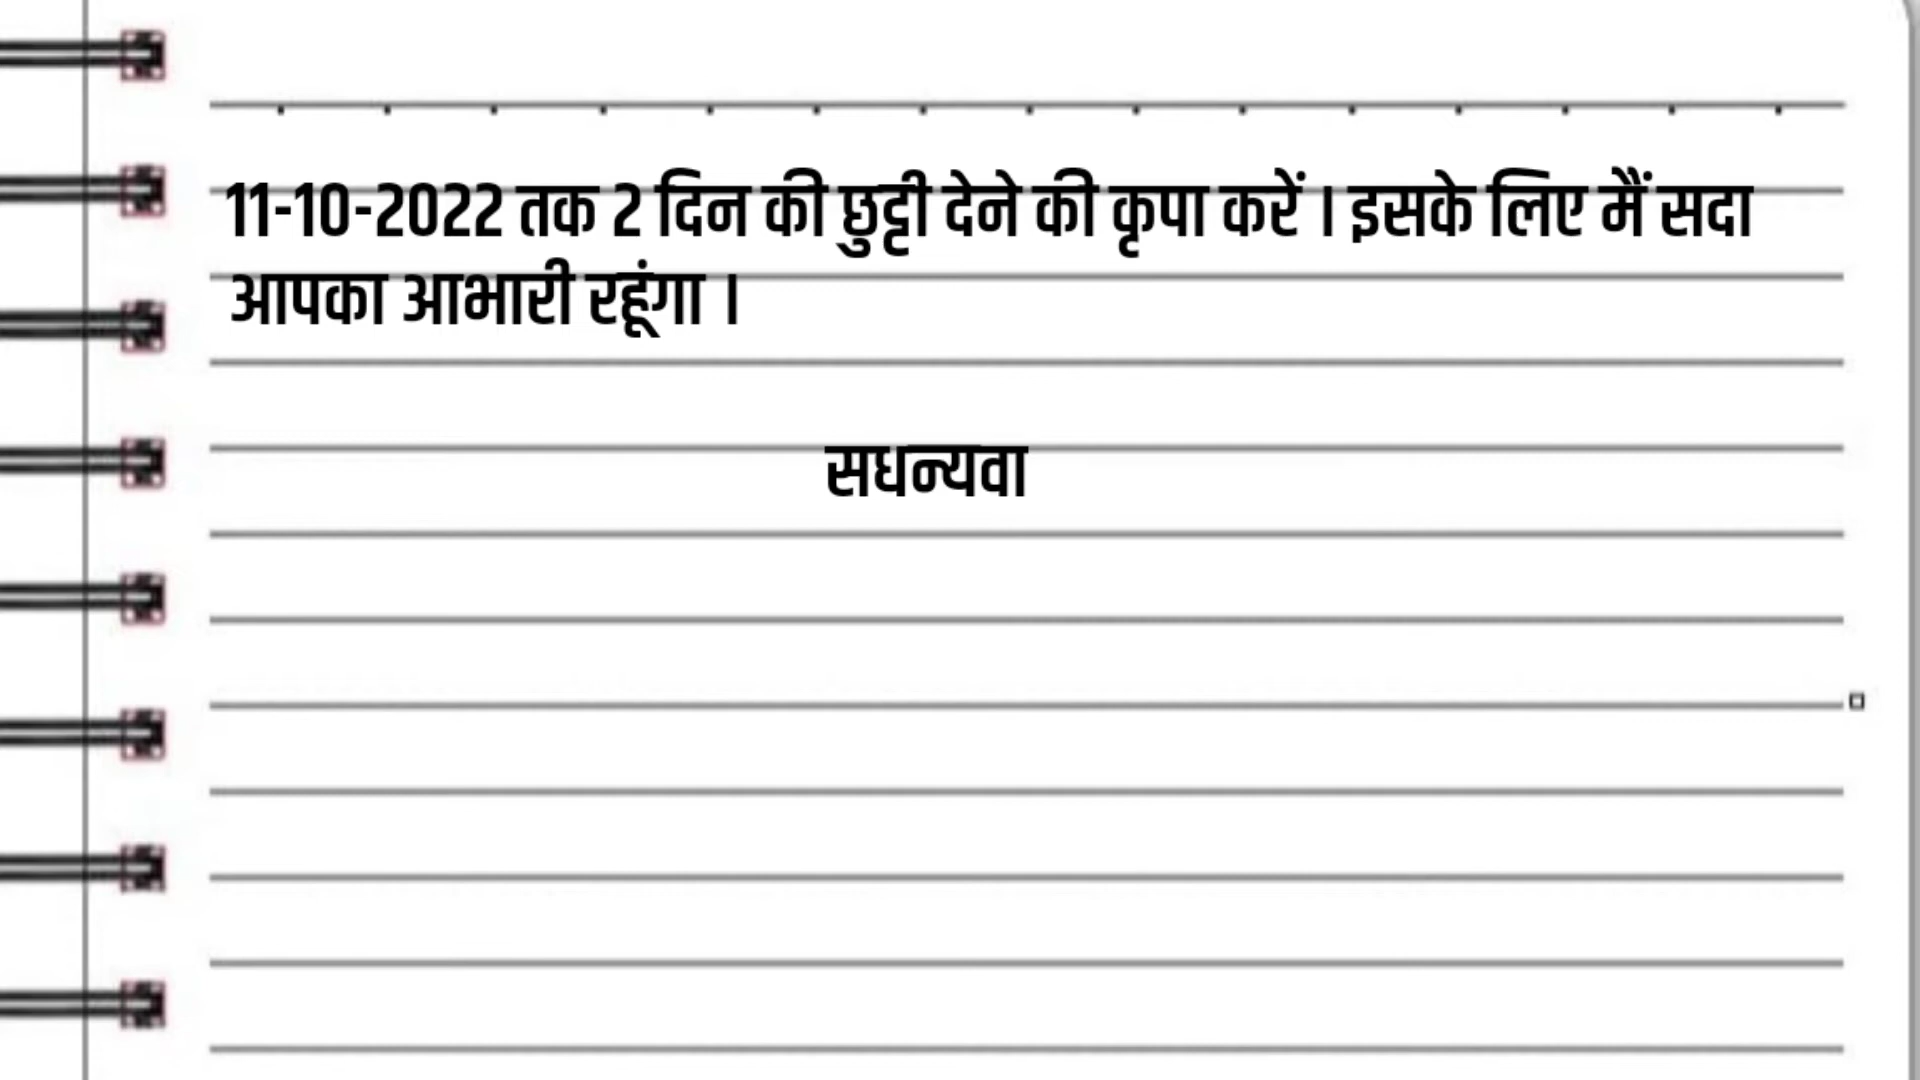 11-10-2022 तक 2 दिन की छुट्टी देने की कृपा करें । इसके लिए मैं सदा
आपका आभारी रहूंगा ।
सधन्यवा